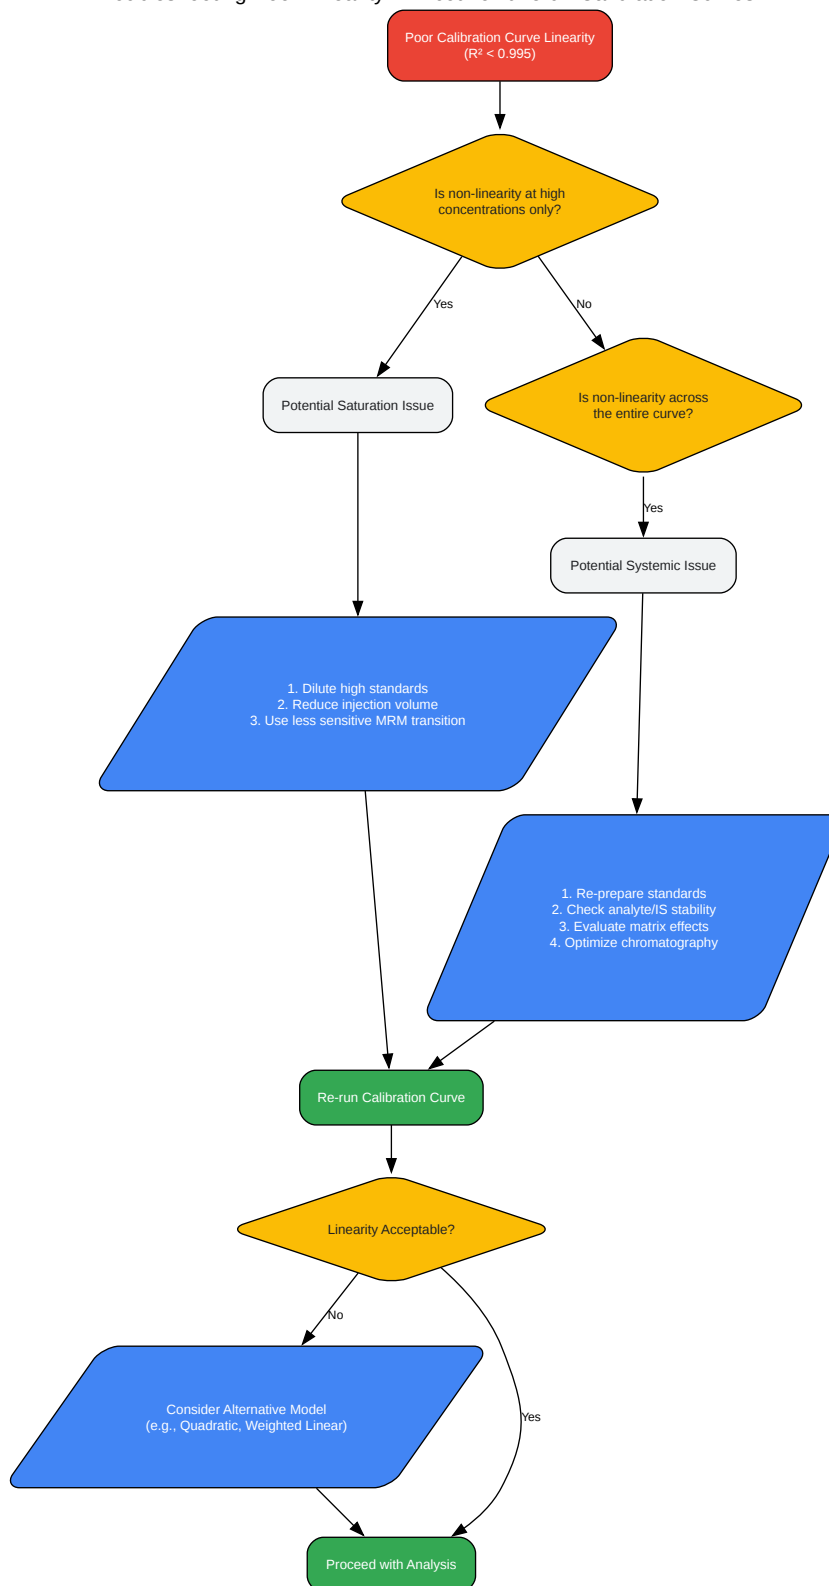 Poor Calibration Curve Linearity
(R² < 0.995)
Is non-linearity at high
concentrations only?
Yes
No
Is non-linearity across
the entire curve?
Potential Saturation Issue
Yes
Potential Systemic Issue
1. Dilute high standards
2. Reduce injection volume
3. Use less sensitive MRM transition
1. Re-prepare standards
2. Check analyte/IS stability
3. Evaluate matrix effects
4. Optimize chromatography
Re-run Calibration Curve
Linearity Acceptable?
No
Consider Alternative Model
(e.g., Quadratic, Weighted Linear)
Yes
Proceed with Analysis